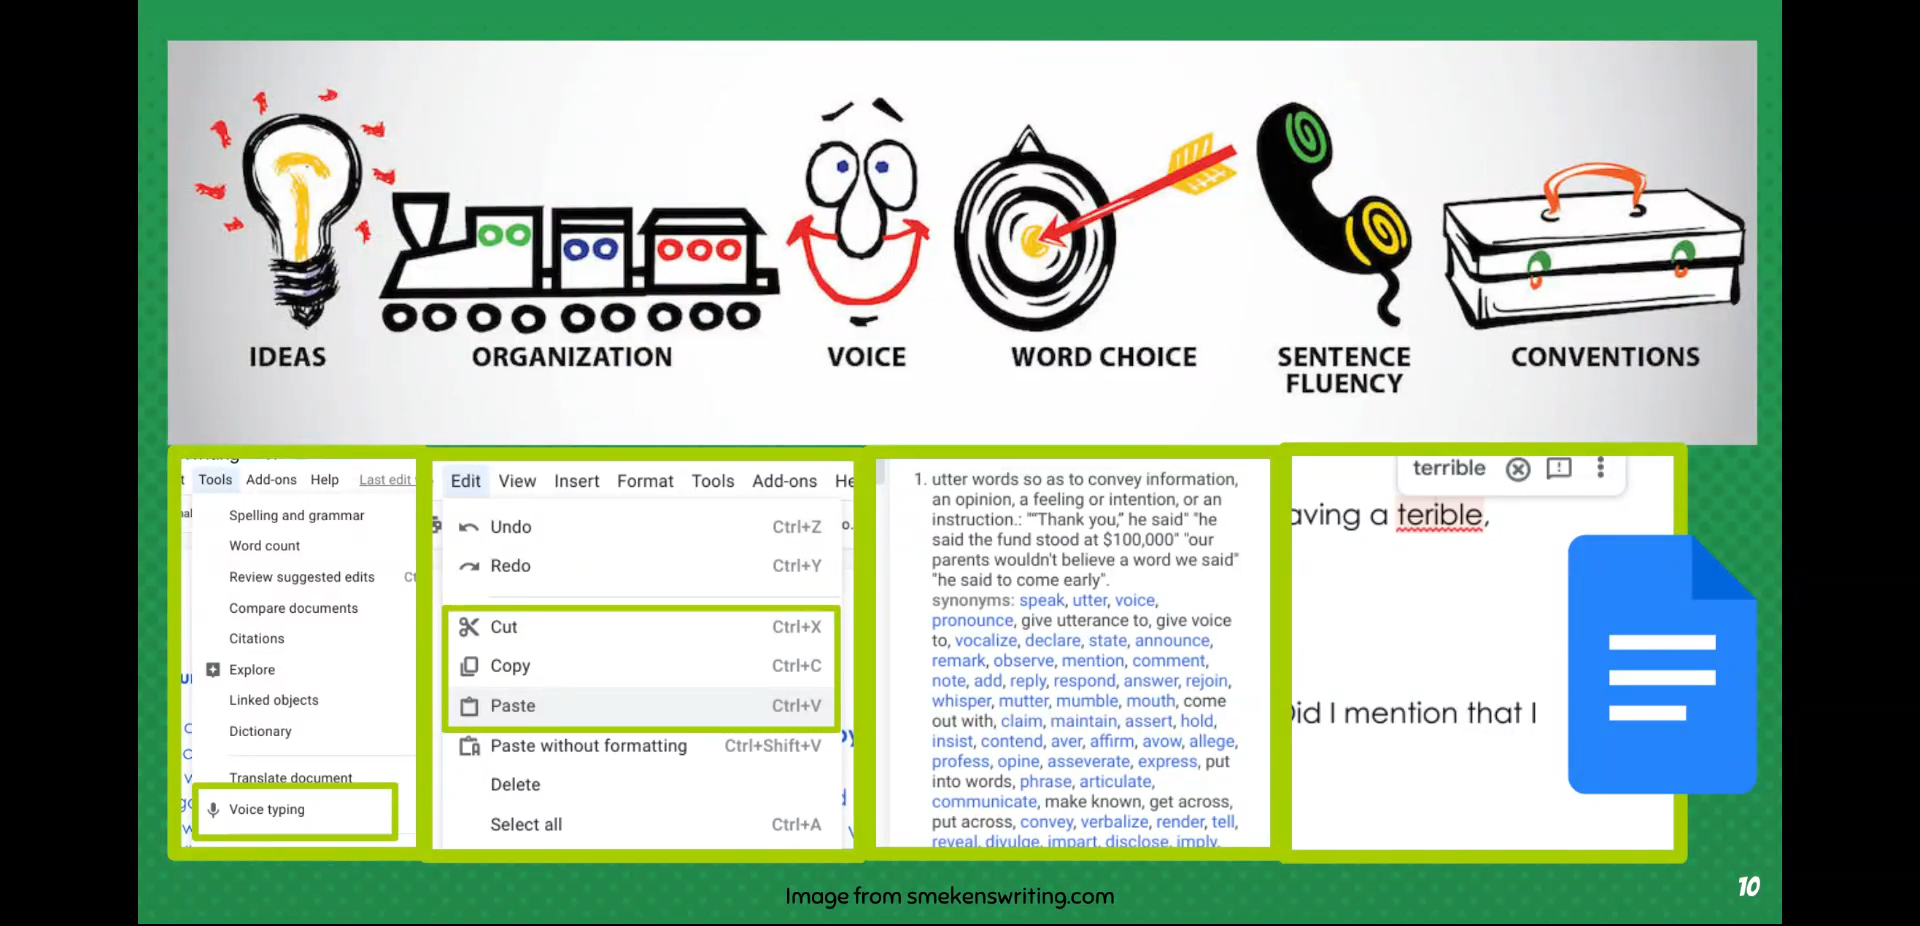 IDEAS
ORGANIZATION
VOICE
WORD CHOICE
SENTENCE
FLUENCY
CONVENTIONS
Tools Add-ons Help Last edit
Spelling and grammar
Word count
Review suggested edits
Compare documents
Citations
Explore
Linked objects
Dictionary
Translate document
Voice typing
Edit View Insert Format Tools Add-ons He
Undo Ctrl+Z
Redo Ctrl+Y
Cut Ctrl+X
Copy Ctrl+C
Paste Ctrl+V
Paste without formatting Ctrl+Shift+V
Delete
Select all Ctrl+A
1. utter words so as to convey information,
an opinion, a feeling or intention, or an
instruction.: ""Thank you," he said" "he
said the fund stood at $100,000" "our
parents wouldn't believe a word we said"
"he said to come early".
synonyms: speak, utter, voice,
pronounce, give utterance to, give voice
to, vocalize, declare, state, announce,
remark, observe, mention, comment,
note, add, reply, respond, answer, rejoin,
whisper, mutter, mumble, mouth, come
out with, claim, maintain, assert, hold,
insist, contend, aver, affirm, avow, allege,
profess, opine, asseverate, express, put
into words, phrase, articulate,
communicate, make known, get across,
put across, convey, verbalize, render, tell,
reveal, divulge, impart, disclose, imply,
terrible
aving a terible,
Did I mention that I
Image from smekenswriting.com
10